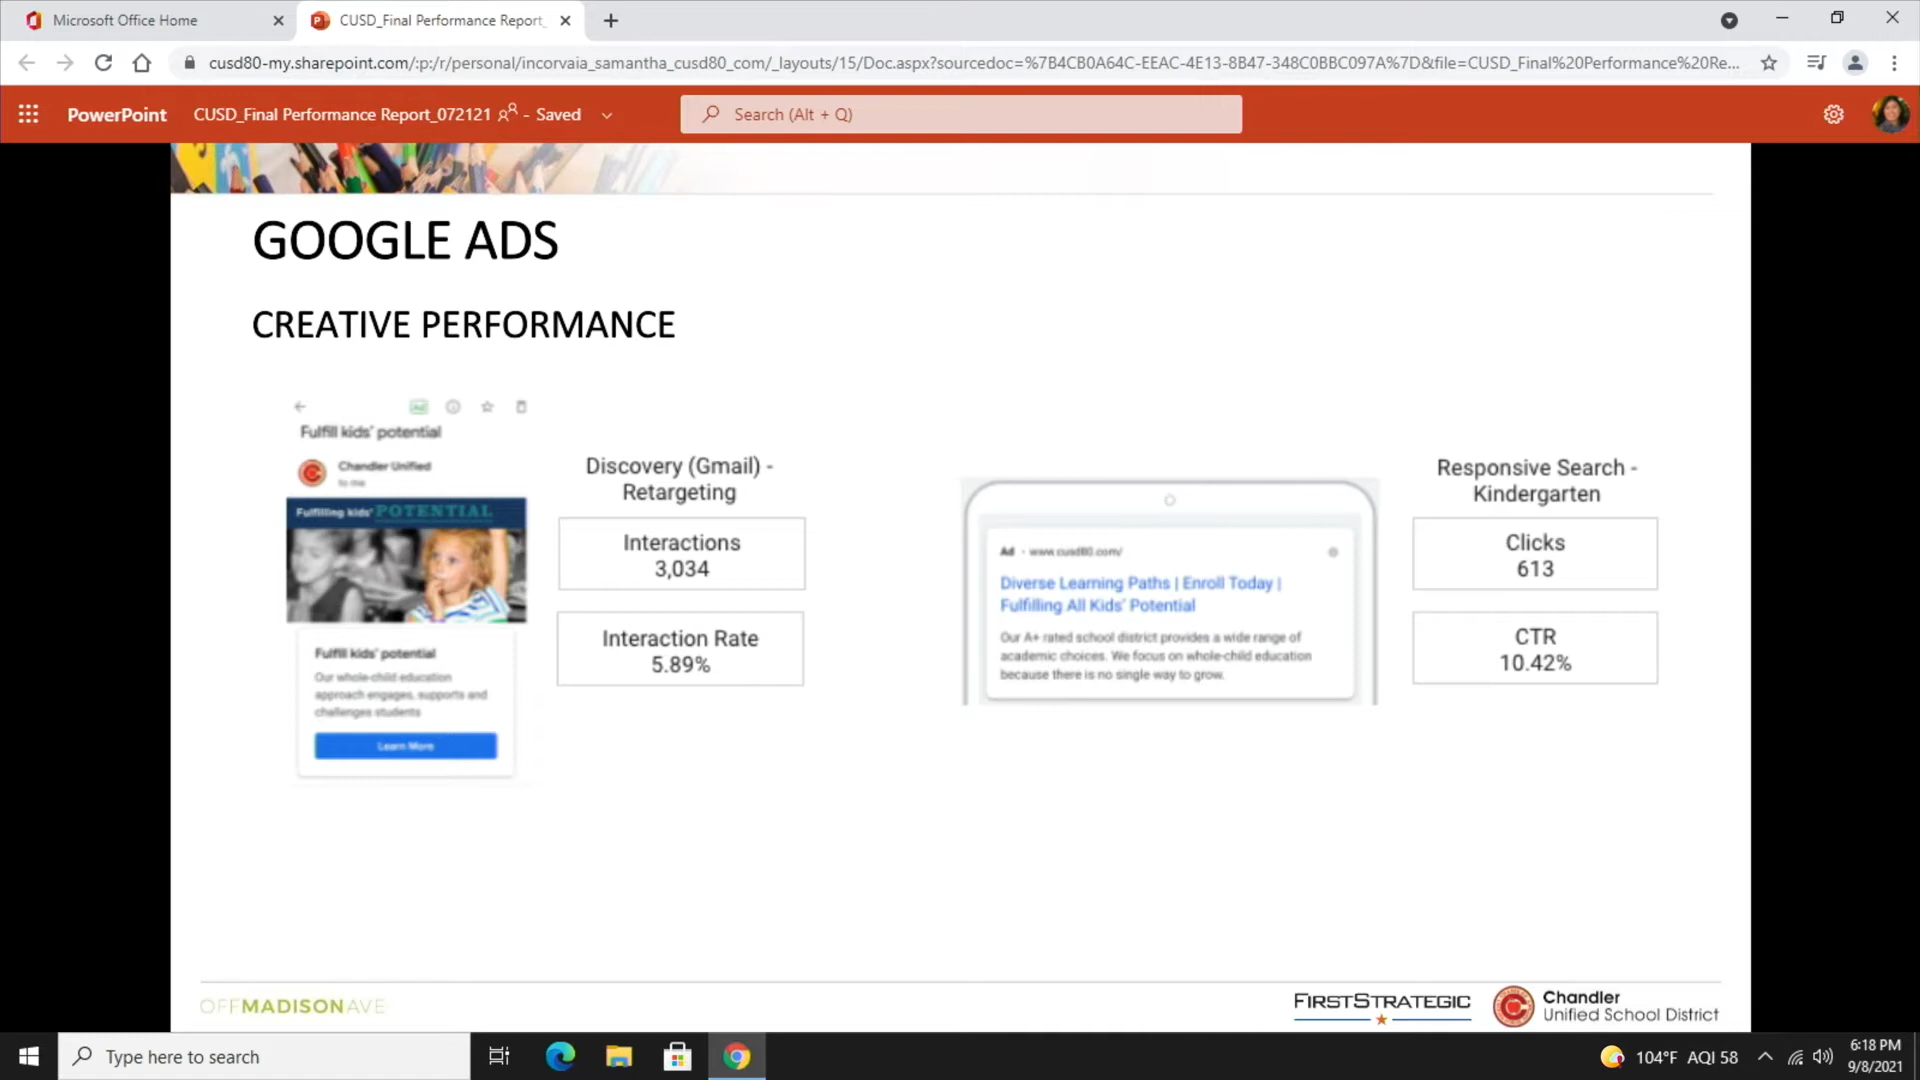 Microsoft Office Home
CUSD_Final Performance Report_
cusd80-my.sharepoint.com/:p:/r/personal/incorvaia_samantha_cusd80_com/_layouts/15/Doc.aspx?sourcedoc=%7B4CB0A64C-EEAC-4E13-8B47-348C0BBC097A%7D&file=CUSD_Final%20Performance%20Re...
PowerPoint
CUSD_Final Performance Report_072121 - Saved
Search (Alt + Q)
GOOGLE ADS
CREATIVE PERFORMANCE
Ad
Fulfill kids' potential
Chandler Unified
to me
Fulfilling kids' POTENTIAL
Fulfill kids' potential
Our whole-child education
approach engages, supports and
challenges students
Learn More
Discovery (Gmail) -
Retargeting
Interactions
3,034
Interaction Rate
5.89%
Ad · www.cusd80.com/
Diverse Learning Paths | Enroll Today |
Fulfilling All Kids' Potential
Our A+ rated school district provides a wide range of
academic choices. We focus on whole-child education
because there is no single way to grow.
Responsive Search -
Kindergarten
Clicks
613
CTR
10.42%
OFFMADISONAVE
FIRSTSTRATEGIC
Chandler
Unified School District
Type here to search
104°F AQI 58
6:18 PM
9/8/2021